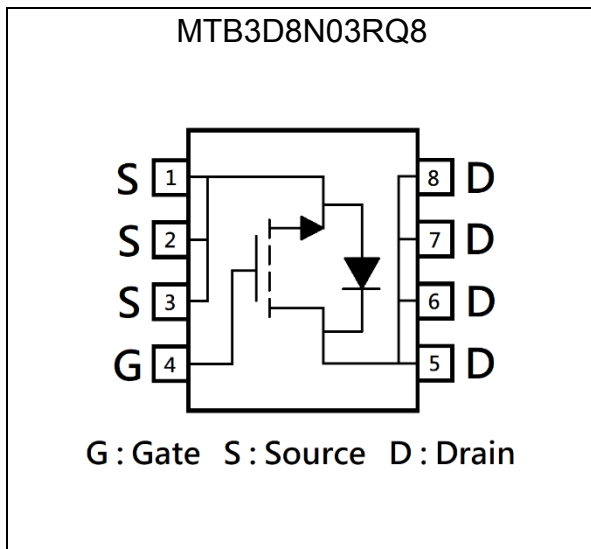 MTB3D8N03RQ8
S 1 8 D
S 2 7 D
S 3 6 D
G 4 5 D
G : Gate S : Source D : Drain